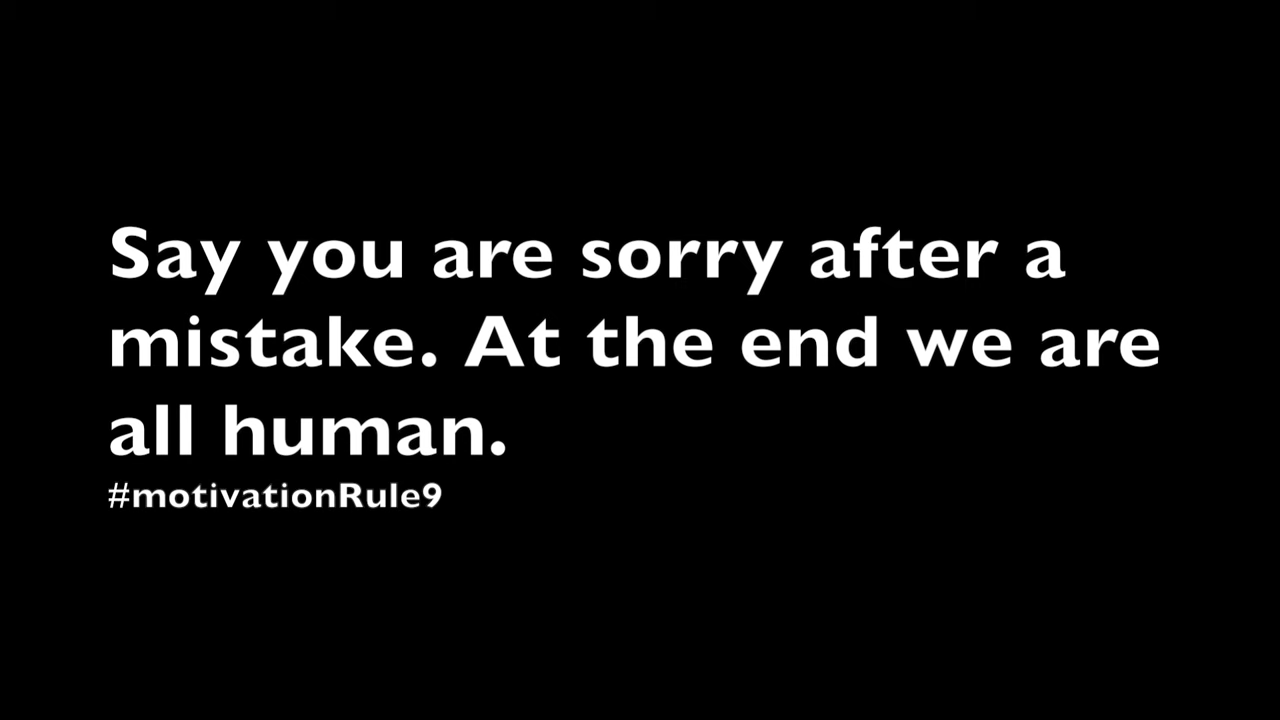 Say you are sorry after a
mistake. At the end we are
all human.
#motivationRule9